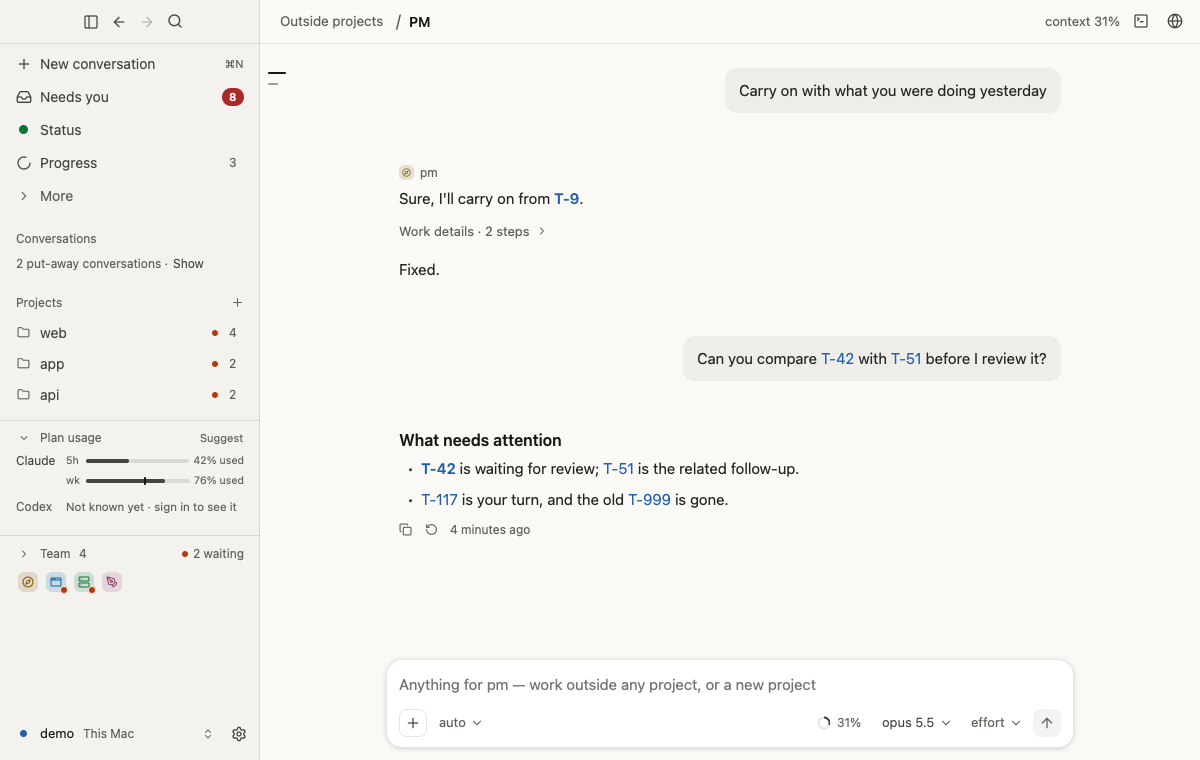 Outside projects / PM
context 31%
New conversation ⌘N
Needs you 8
Status
Progress 3
More
Conversations
2 put-away conversations · Show
Projects
web 4
app 2
api 2
Plan usage Suggest
Claude 5h 42% used
wk 76% used
Codex Not known yet · sign in to see it
Team 4 2 waiting
demo This Mac
Carry on with what you were doing yesterday
pm
Sure, I'll carry on from T-9.
Work details · 2 steps
Fixed.
Can you compare T-42 with T-51 before I review it?
What needs attention
• T-42 is waiting for review; T-51 is the related follow-up.
• T-117 is your turn, and the old T-999 is gone.
4 minutes ago
Anything for pm — work outside any project, or a new project
auto 31% opus 5.5 effort